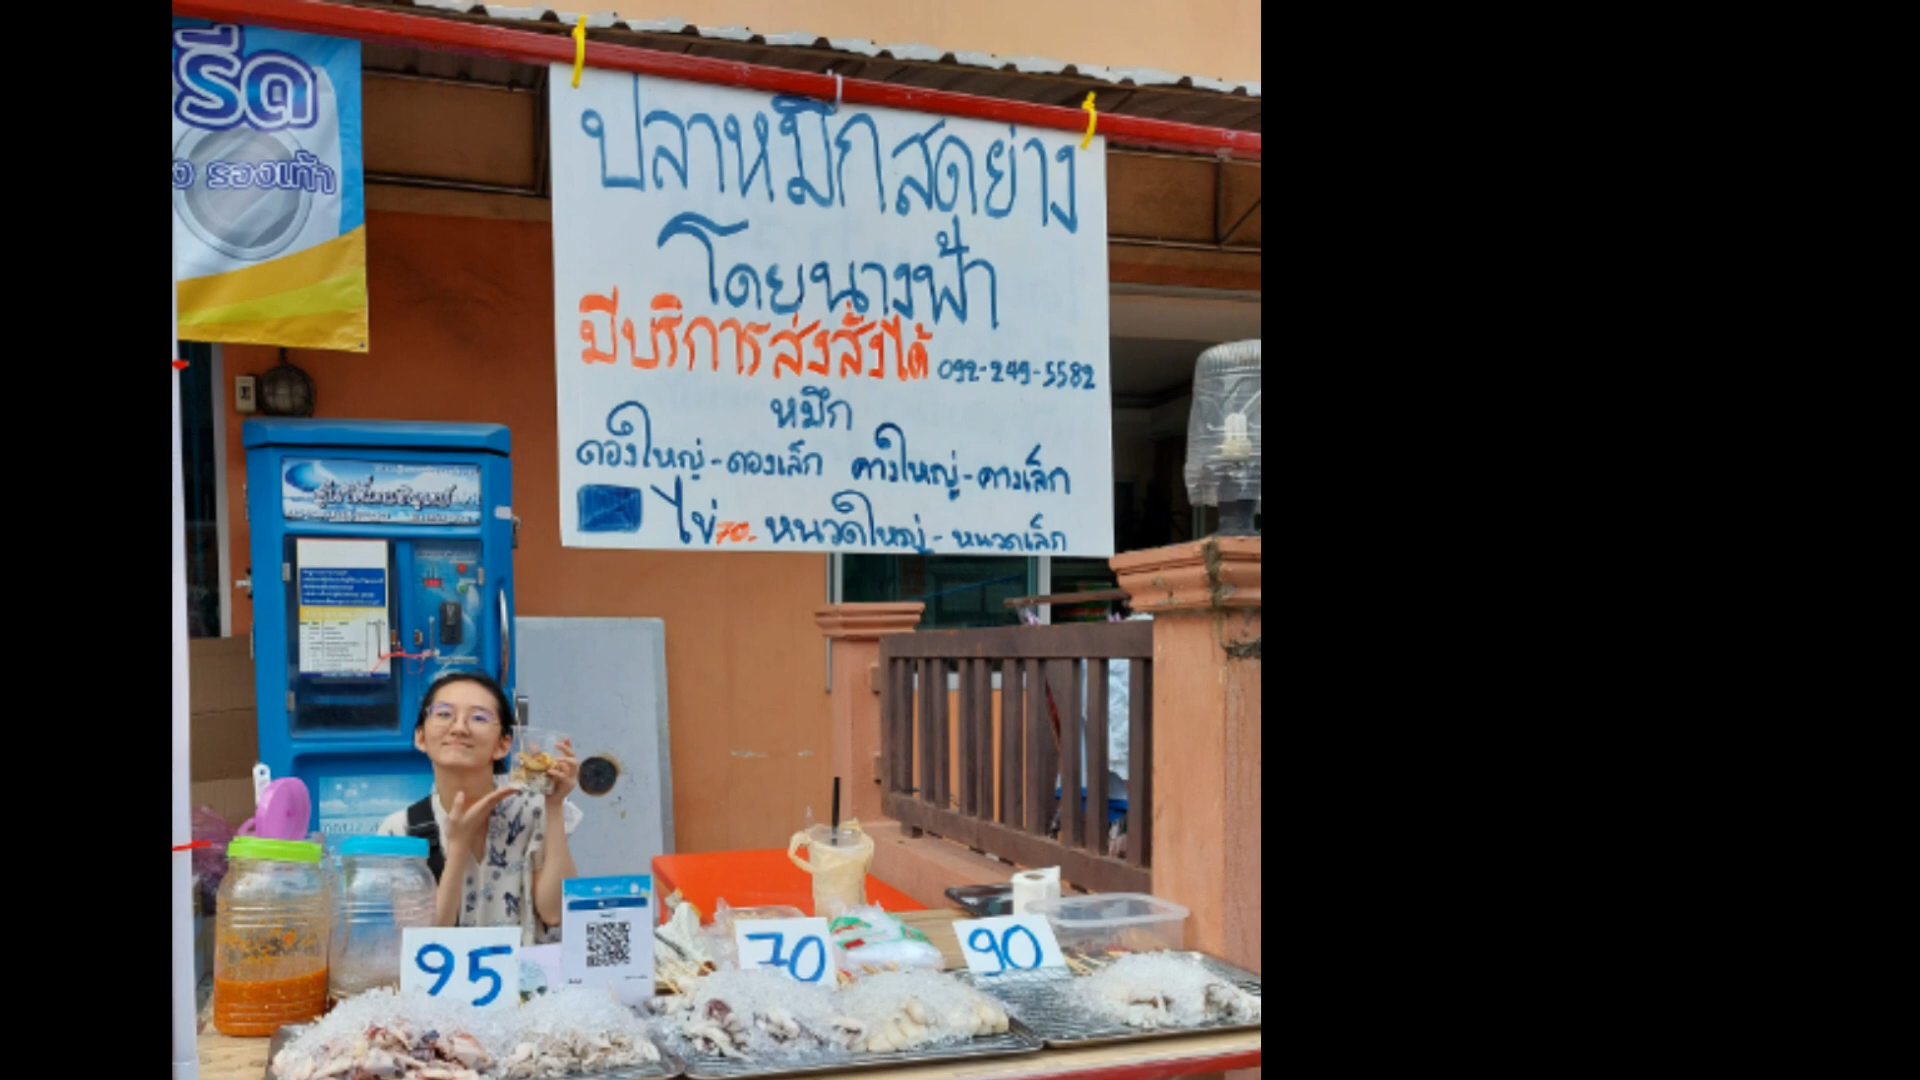 รีด
รองเท้า
ปลาหมึกสดย่าง
โดยนางฟ้า
มีบริการส่งสั่งได้ 092-249-5582
หมึก
ดองใหญ่-ดองเล็ก คางใหญ่-คางเล็ก
ไข่ 70.- หนวดใหญ่-หนวดเล็ก
95
70
90